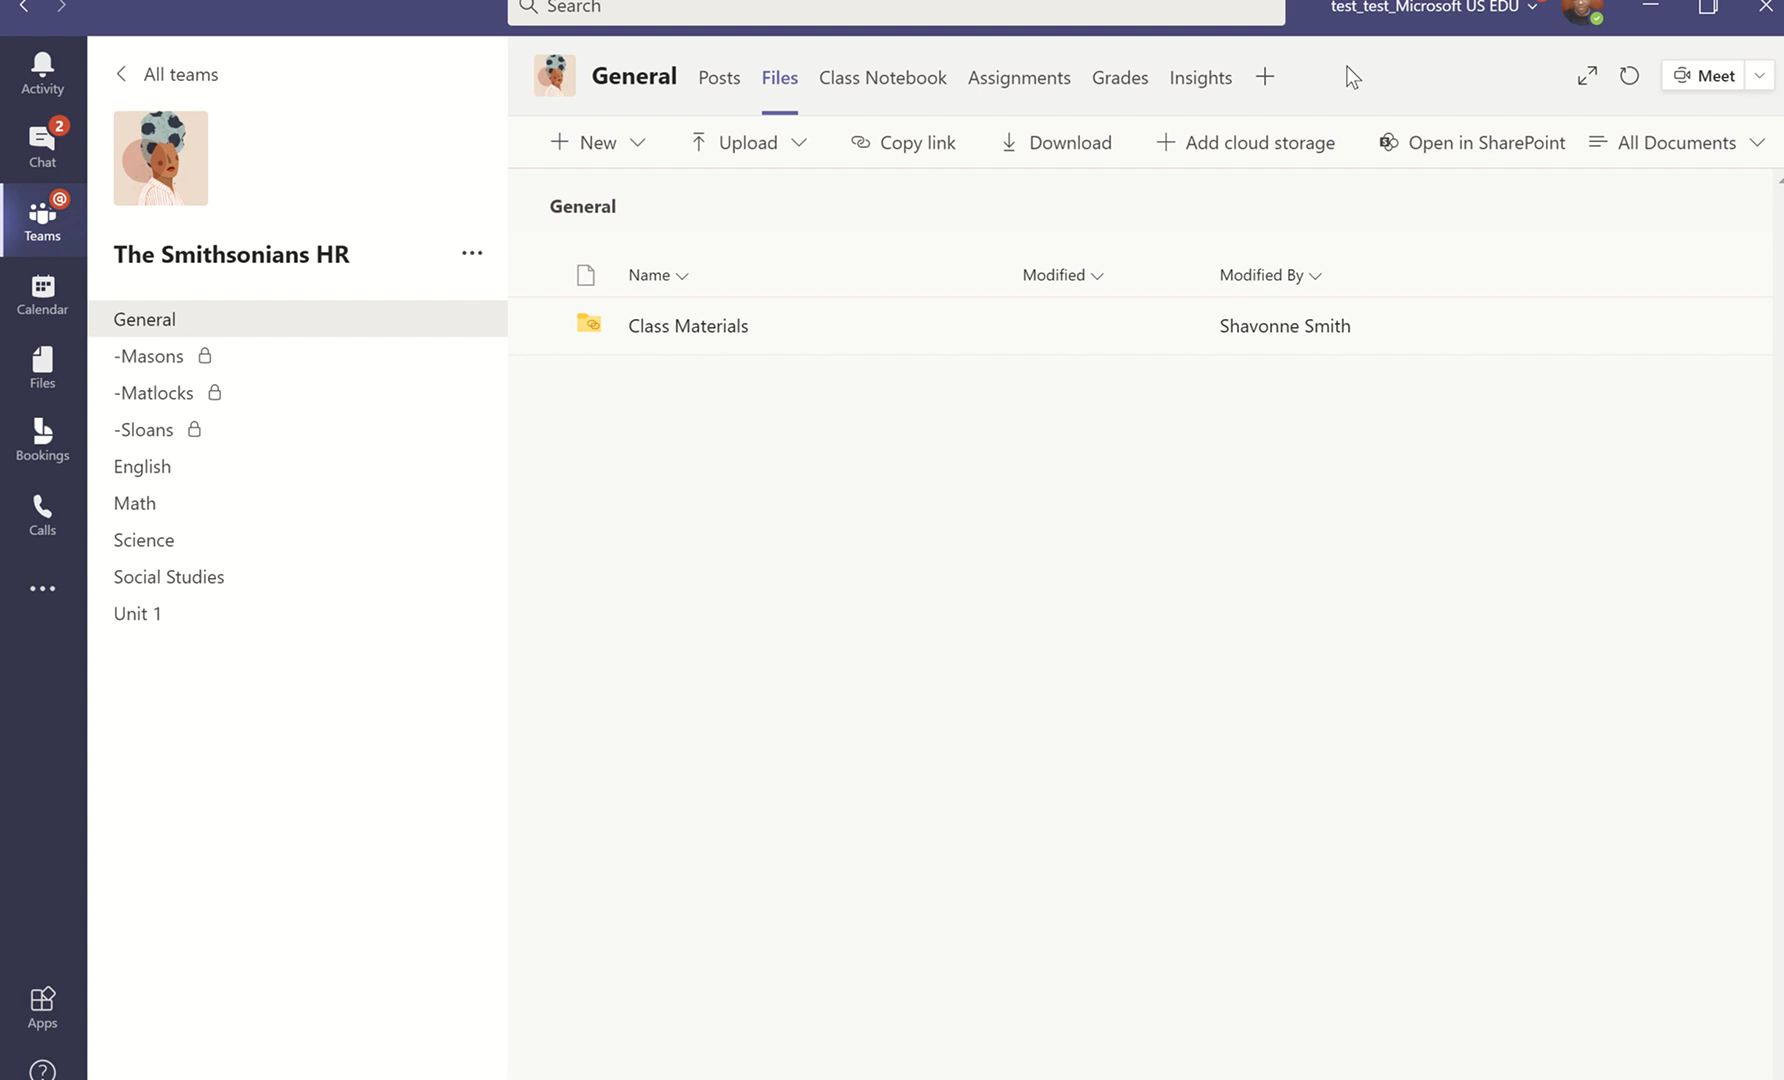 Search
test_test_Microsoft US EDU
Activity
2
Chat
@
Teams
Calendar
Files
Bookings
Calls
Apps
?
All teams
The Smithsonians HR
General
-Masons
-Matlocks
-Sloans
English
Math
Science
Social Studies
Unit 1
General Posts Files Class Notebook Assignments Grades Insights
Meet
New Upload Copy link Download Add cloud storage Open in SharePoint All Documents
General
Name Modified Modified By
Class Materials Shavonne Smith